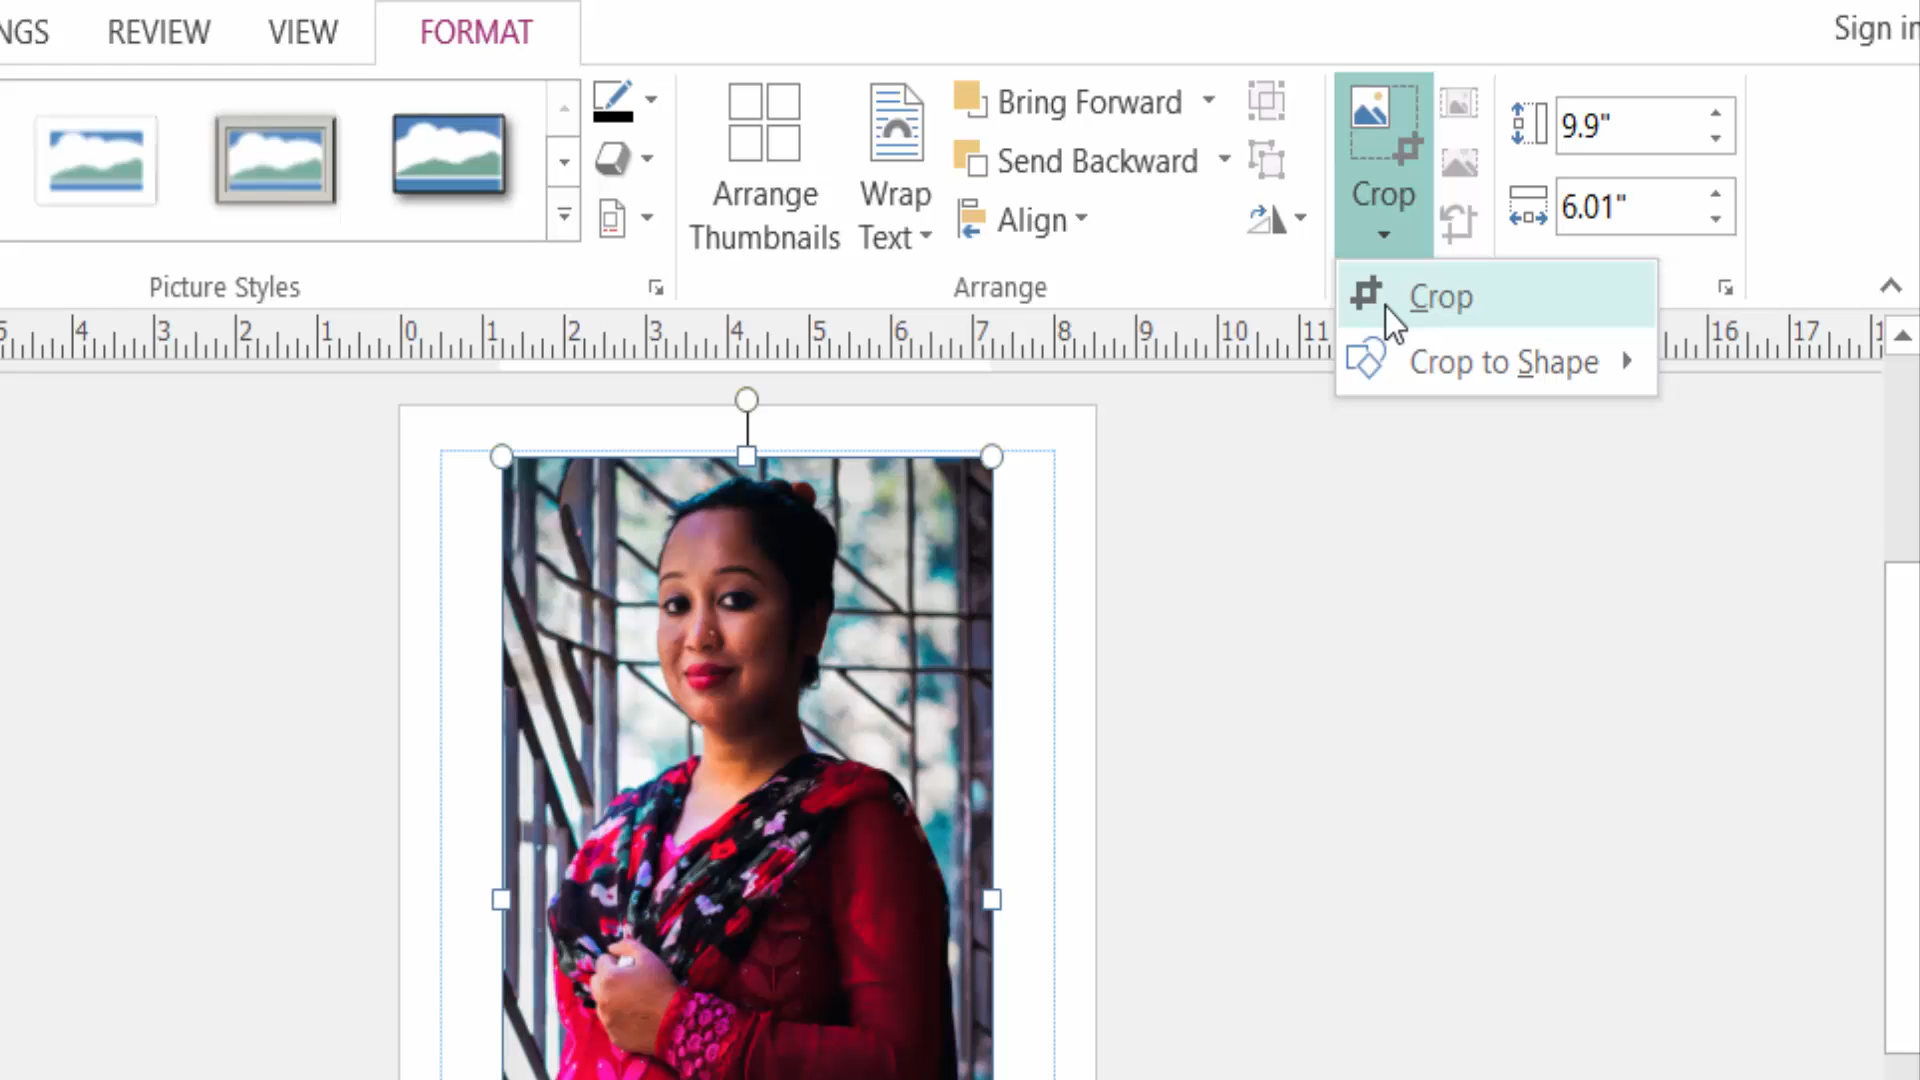 NGS REVIEW VIEW FORMAT Sign in
Bring Forward
9.9"
Send Backward
Arrange Thumbnails
Wrap Text
Align
Crop
6.01"
Picture Styles
Arrange
Crop
Crop to Shape
5 4 3 2 1 0 1 2 3 4 5 6 7 8 9 10 11 16 17 1